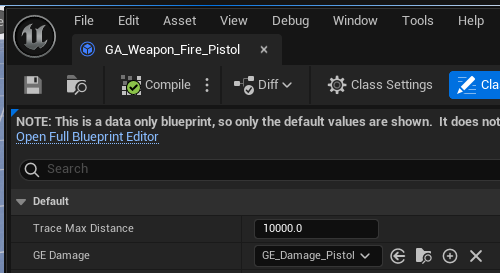 File Edit Asset View Debug Window Tools Help
GA_Weapon_Fire_Pistol
Compile Diff Class Settings
NOTE: This is a data only blueprint, so only the default values are shown. It does
Open Full Blueprint Editor
Search
Default
Trace Max Distance 10000.0
GE Damage GE_Damage_Pistol